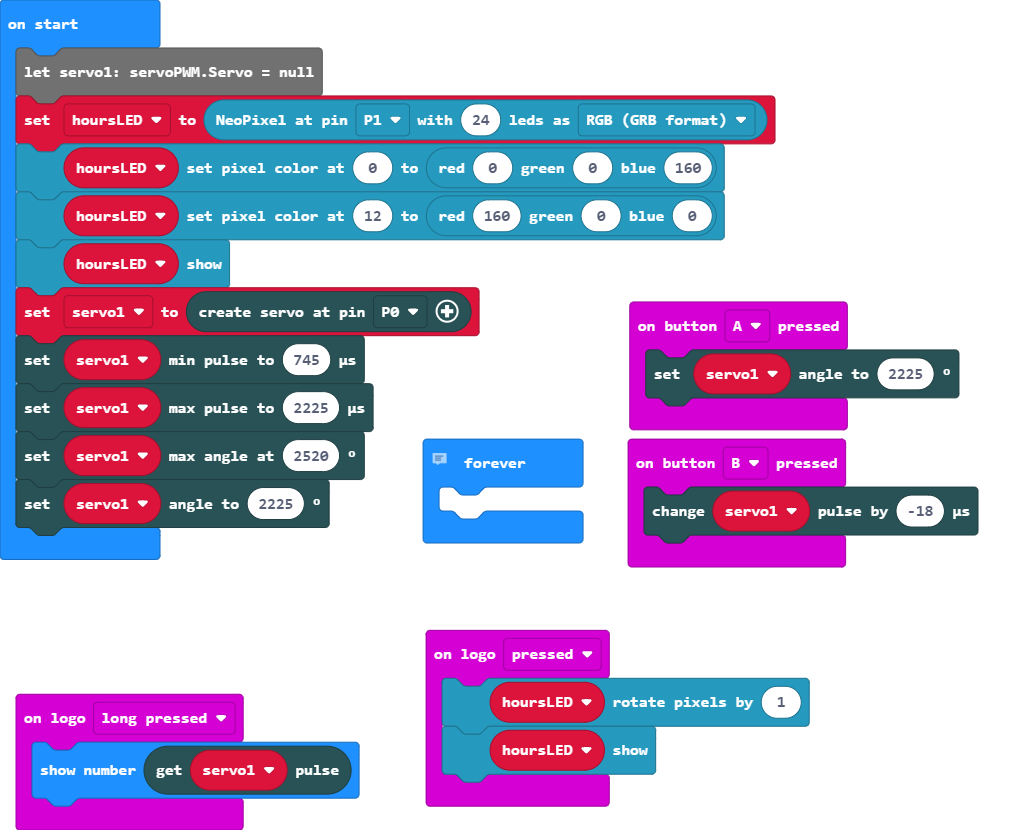 on start
let servo1: servoPWM.Servo = null
set hoursLED to NeoPixel at pin P1 with 24 leds as RGB (GRB format)
hoursLED set pixel color at 0 to red 0 green 0 blue 160
hoursLED set pixel color at 12 to red 160 green 0 blue 0
hoursLED show
set servo1 to create servo at pin P0
set servo1 min pulse to 745 µs
set servo1 max pulse to 2225 µs
set servo1 max angle at 2520 º
set servo1 angle to 2225 º
on button A pressed
set servo1 angle to 2225 º
forever
on button B pressed
change servo1 pulse by -18 µs
on logo pressed
hoursLED rotate pixels by 1
hoursLED show
on logo long pressed
show number get servo1 pulse